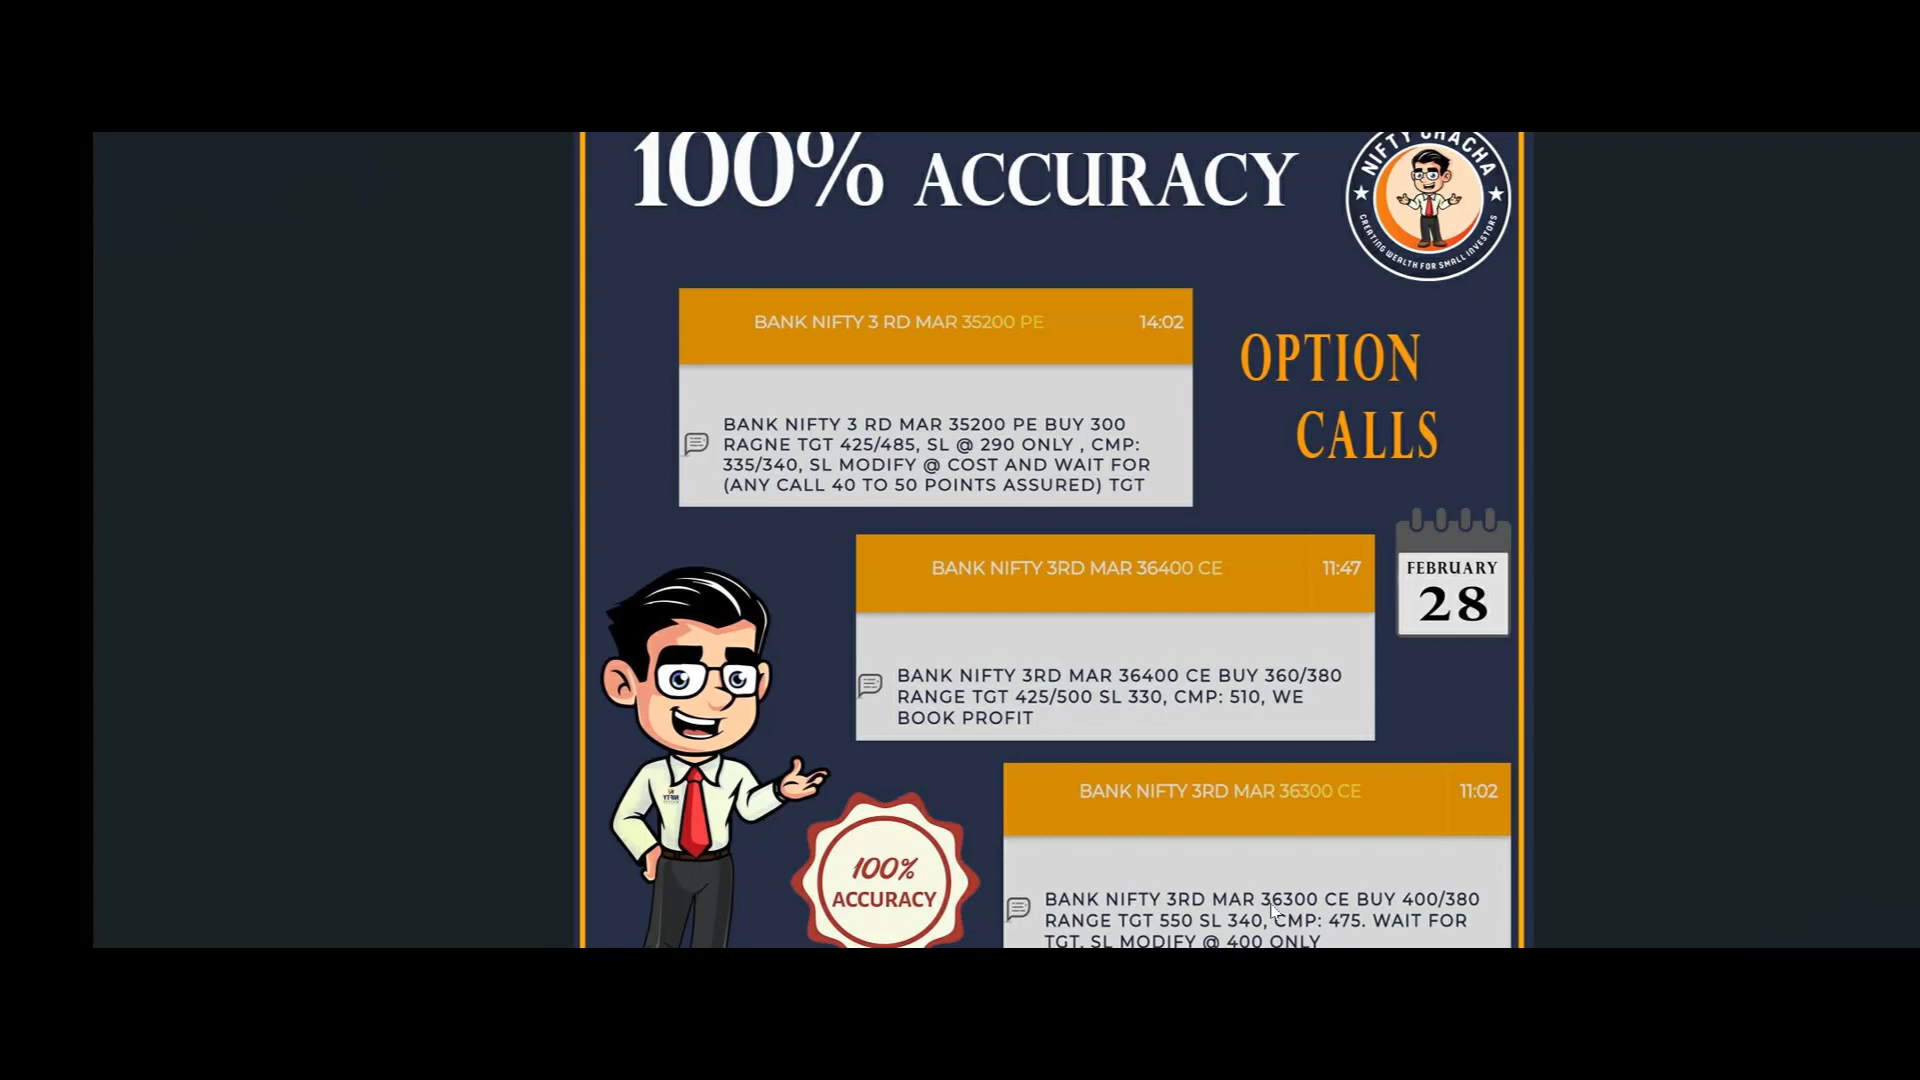 100% ACCURACY
NIFTY CHACHA
CREATING WEALTH FOR SMALL INVESTORS
BANK NIFTY 3 RD MAR 35200 PE 14:02
BANK NIFTY 3 RD MAR 35200 PE BUY 300
RAGNE TGT 425/485, SL @ 290 ONLY , CMP:
335/340, SL MODIFY @ COST AND WAIT FOR
(ANY CALL 40 TO 50 POINTS ASSURED) TGT
OPTION
CALLS
FEBRUARY
28
BANK NIFTY 3RD MAR 36400 CE 11:47
BANK NIFTY 3RD MAR 36400 CE BUY 360/380
RANGE TGT 425/500 SL 330, CMP: 510, WE
BOOK PROFIT
BANK NIFTY 3RD MAR 36300 CE 11:02
BANK NIFTY 3RD MAR 36300 CE BUY 400/380
RANGE TGT 550 SL 340, CMP: 475. WAIT FOR
TGT. SL MODIFY @ 400 ONLY
100%
ACCURACY